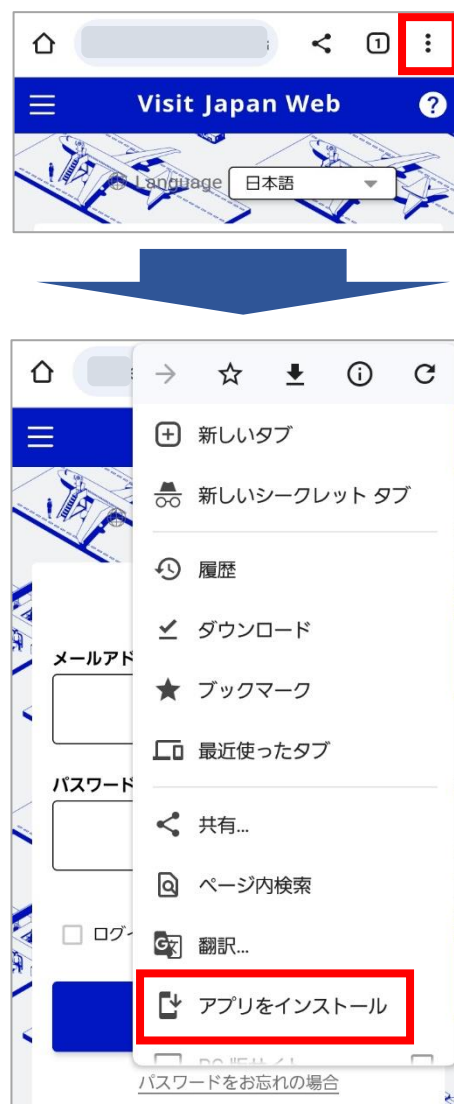 1
Visit Japan Web
?
Language 日本語
新しいタブ
新しいシークレット タブ
履歴
ダウンロード
メールアド
ブックマーク
最近使ったタブ
パスワード
共有...
ページ内検索
ログイ
翻訳...
アプリをインストール
パスワードをお忘れの場合